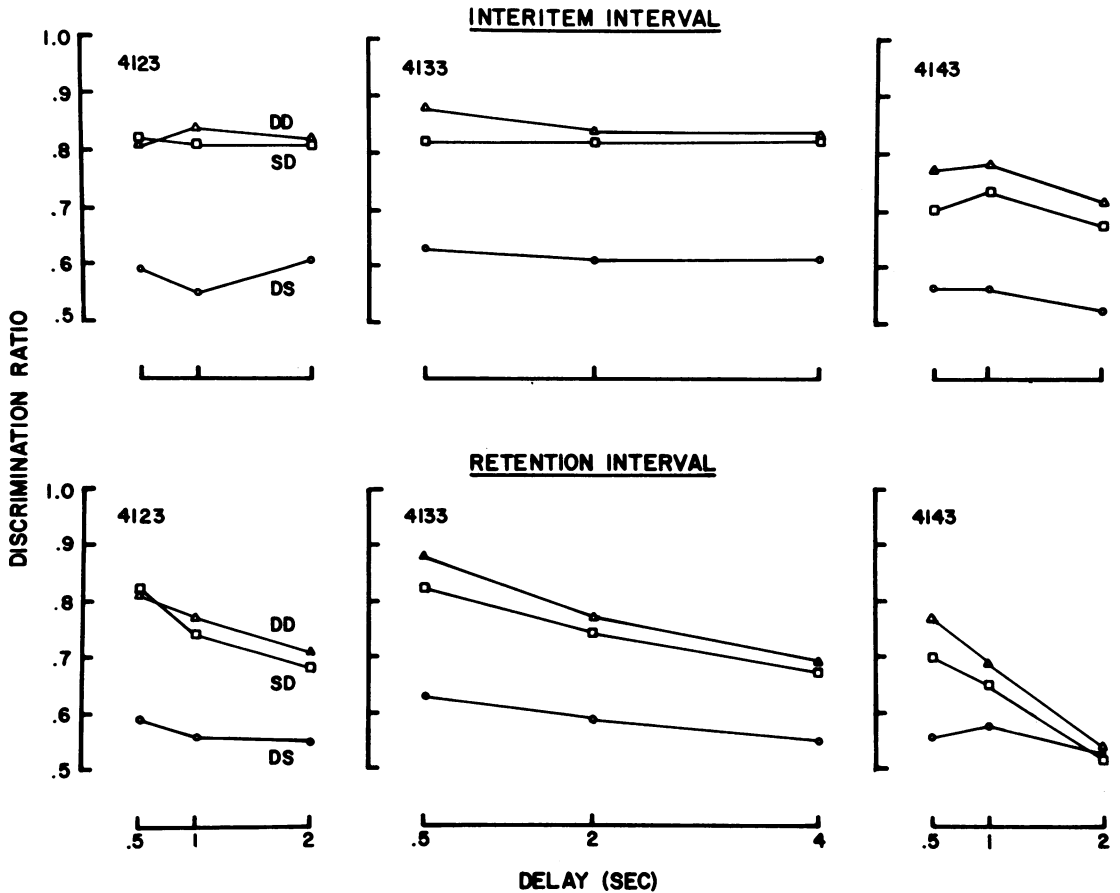 INTERITEM INTERVAL
4123
4133
4143
1.0
.9
.8
.7
.6
.5
DD
SD
DS
DISCRIMINATION RATIO
RETENTION INTERVAL
4123
4133
4143
1.0
.9
.8
.7
.6
.5
DD
SD
DS
.5 1 2
.5 2 4
.5 1 2
DELAY (SEC)